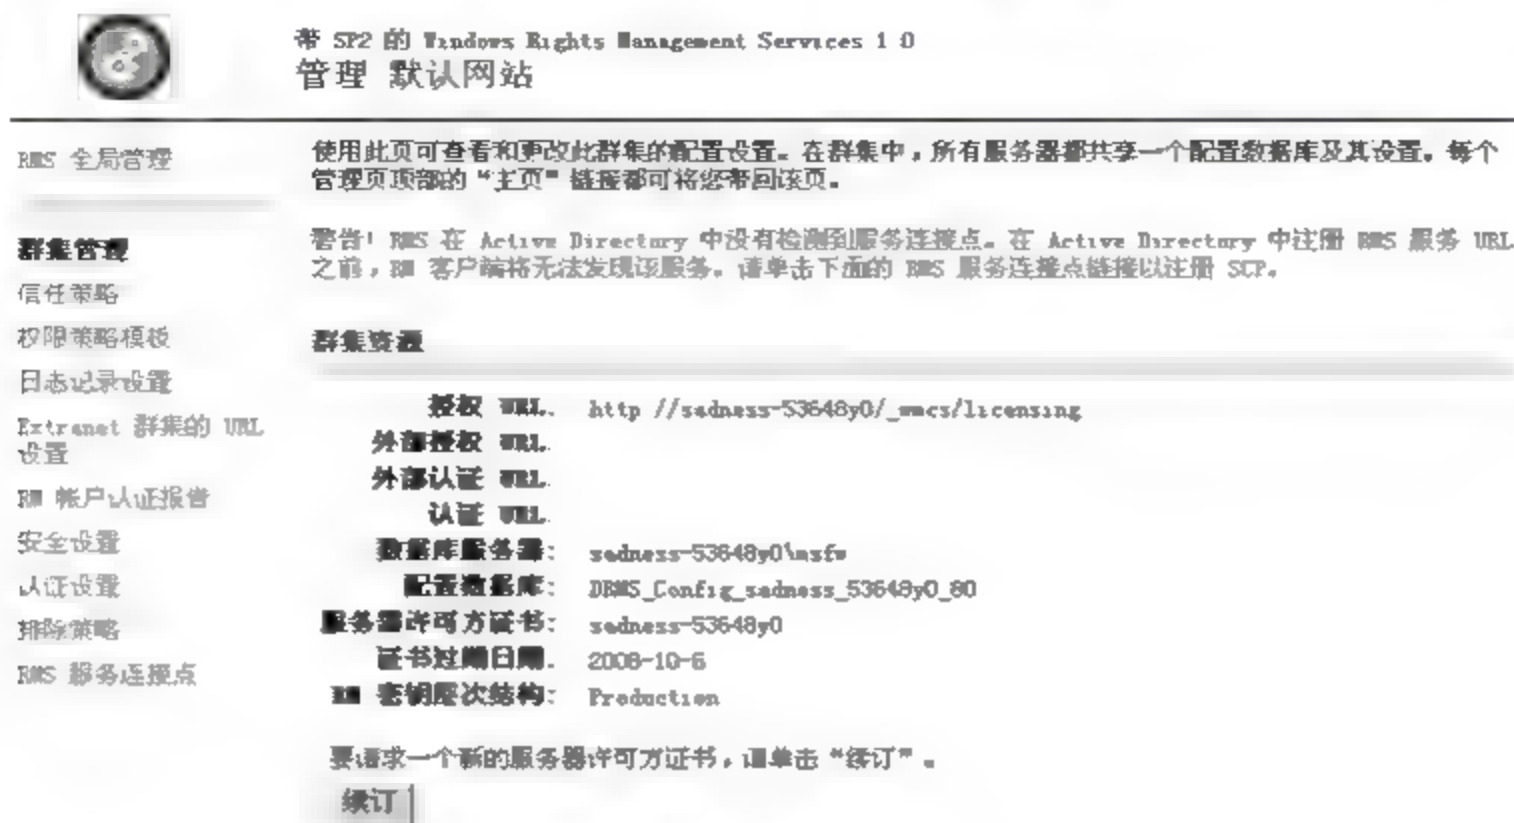 带 SP2 的 Windows Rights Management Services 1 0
管理 默认网站
RMS 全局管理
群集管理
信任策略
权限策略模板
日志记录设置
Extranet 群集的 URL
设置
RM 帐户认证报告
安全设置
认证设置
排除策略
RMS 服务连接点
使用此页可查看和更改此群集的配置设置。在群集中，所有服务器都共享一个配置数据库及其设置。每个
管理页顶部的“主页”链接都可将您带回该页。
警告! RMS 在 Active Directory 中没有检测到服务连接点。在 Active Directory 中注册 RMS 服务 URL
之前，RM 客户端将无法发现该服务。请单击下面的 RMS 服务连接点链接以注册 SCP。
群集资源
授权 URL. http //sadness-53648y0/_wmcs/licensing
外部授权 URL.
外部认证 URL.
认证 URL.
数据库服务器: sadness-53648y0\nsfw
配置数据库: DRMS_Config_sadness_53648y0_80
服务器许可方证书: sadness-53648y0
证书过期日期. 2008-10-6
RM 密钥层次结构: Production
要请求一个新的服务器许可方证书，请单击“续订”。
续订